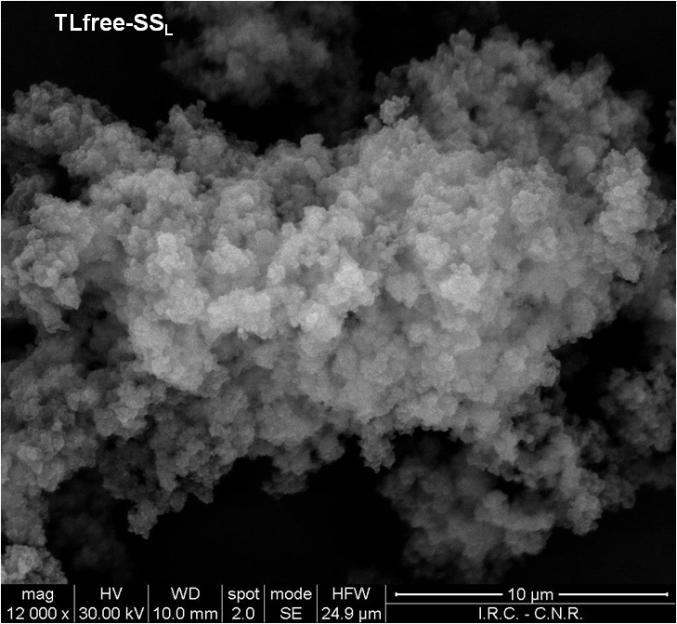 TLfree-SSL
mag HV WD spot mode HFW 10 µm
12 000 x 30.00 kV 10.0 mm 2.0 SE 24.9 µm I.R.C. - C.N.R.